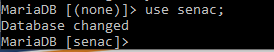 MariaDB [(none)]> use senac;
Database changed
MariaDB [senac]>